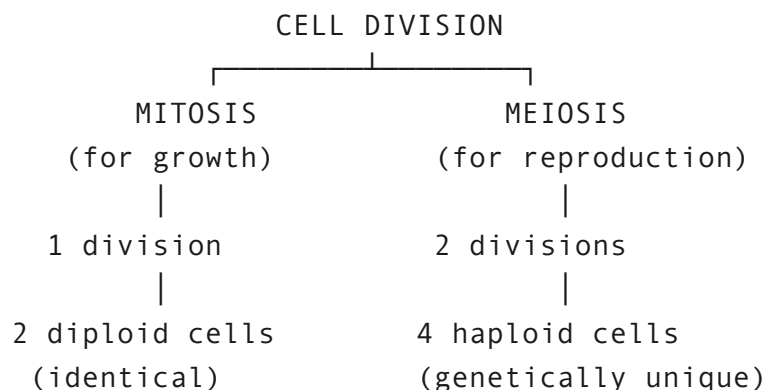 CELL DIVISION
MITOSIS MEIOSIS
(for growth) (for reproduction)
1 division 2 divisions
2 diploid cells 4 haploid cells
(identical) (genetically unique)